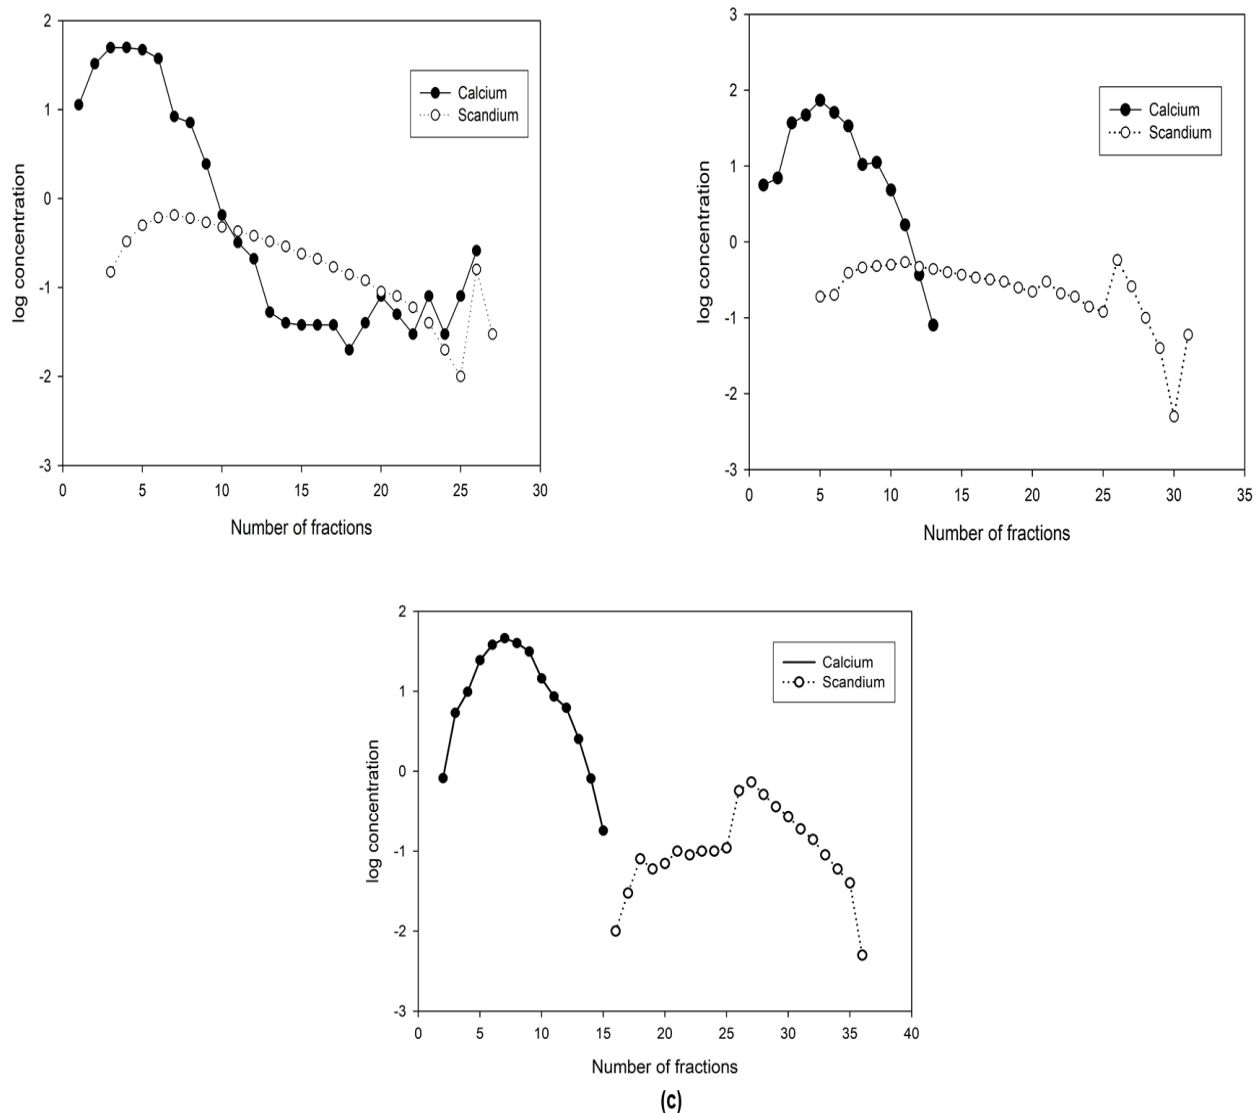 2
1
0
-1
-2
-3
0 5 10 15 20 25 30
log concentration
Number of fractions
Calcium
Scandium
3
2
1
0
-1
-2
-3
0 5 10 15 20 25 30 35
log concentration
Number of fractions
Calcium
Scandium
2
1
0
-1
-2
-3
0 5 10 15 20 25 30 35 40
log concentration
Number of fractions
Calcium
Scandium
(c)